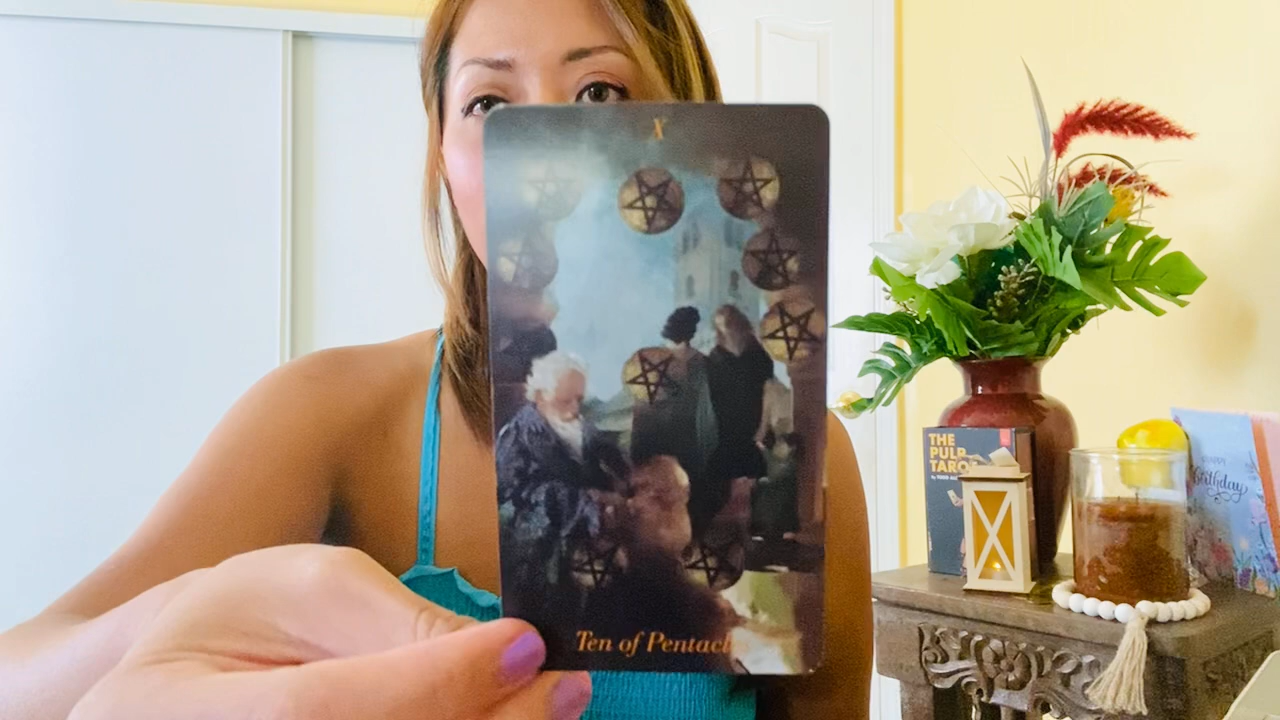 X
Ten of Pentacl
THE
PULP
TAROT
Birthday